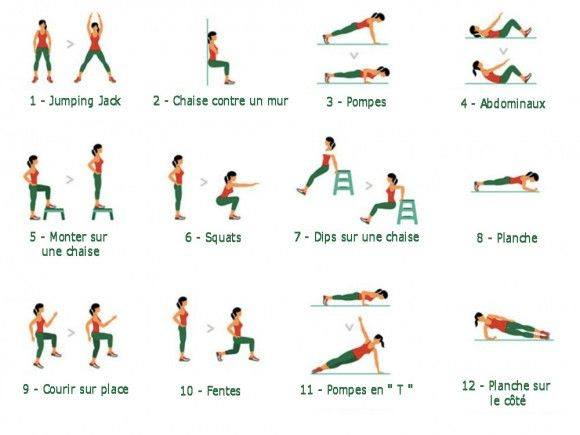 1 - Jumping Jack
2 - Chaise contre un mur
3 - Pompes
4 - Abdominaux
5 - Monter sur
une chaise
6 - Squats
7 - Dips sur une chaise
8 - Planche
9 - Courir sur place
10 - Fentes
11 - Pompes en " T "
12 - Planche sur
le côté